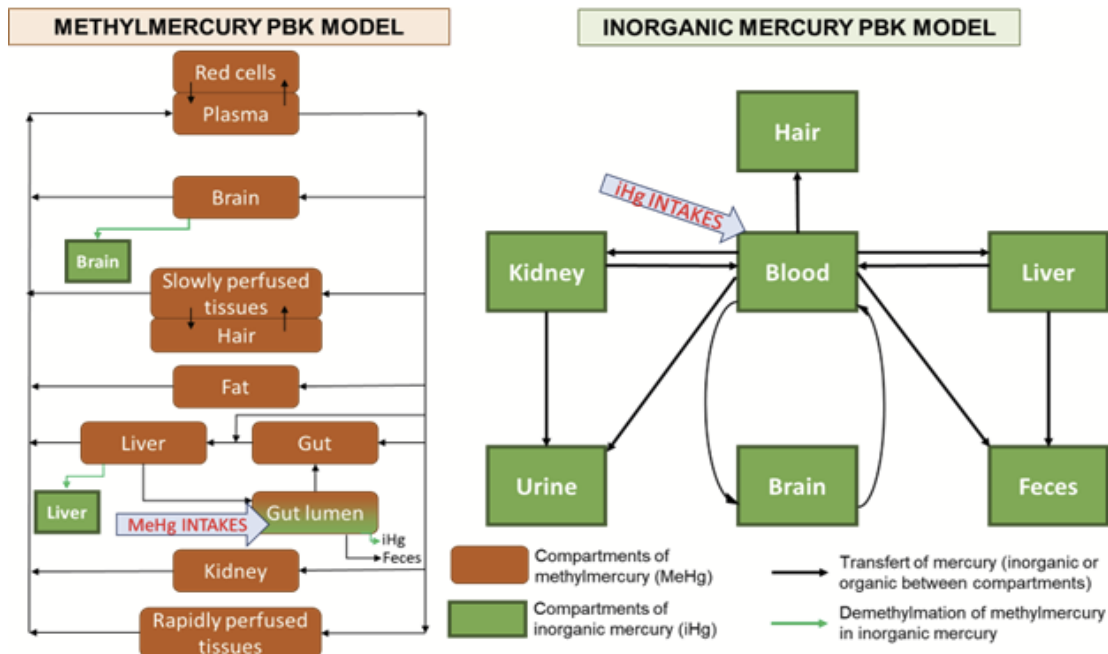 METHYLMERCURY PBK MODEL
Red cells
Plasma
Brain
Brain
Slowly perfused
tissues
Hair
Fat
Liver
Gut
Liver
MeHg INTAKES
Gut lumen
iHg
Feces
Kidney
Rapidly perfused
tissues
INORGANIC MERCURY PBK MODEL
Hair
iHg INTAKES
Kidney
Blood
Liver
Urine
Brain
Feces
Compartments of
methylmercury (MeHg)
Compartments of
inorganic mercury (iHg)
Transfert of mercury (inorganic or
organic between compartments)
Demethylmation of methylmercury
in inorganic mercury